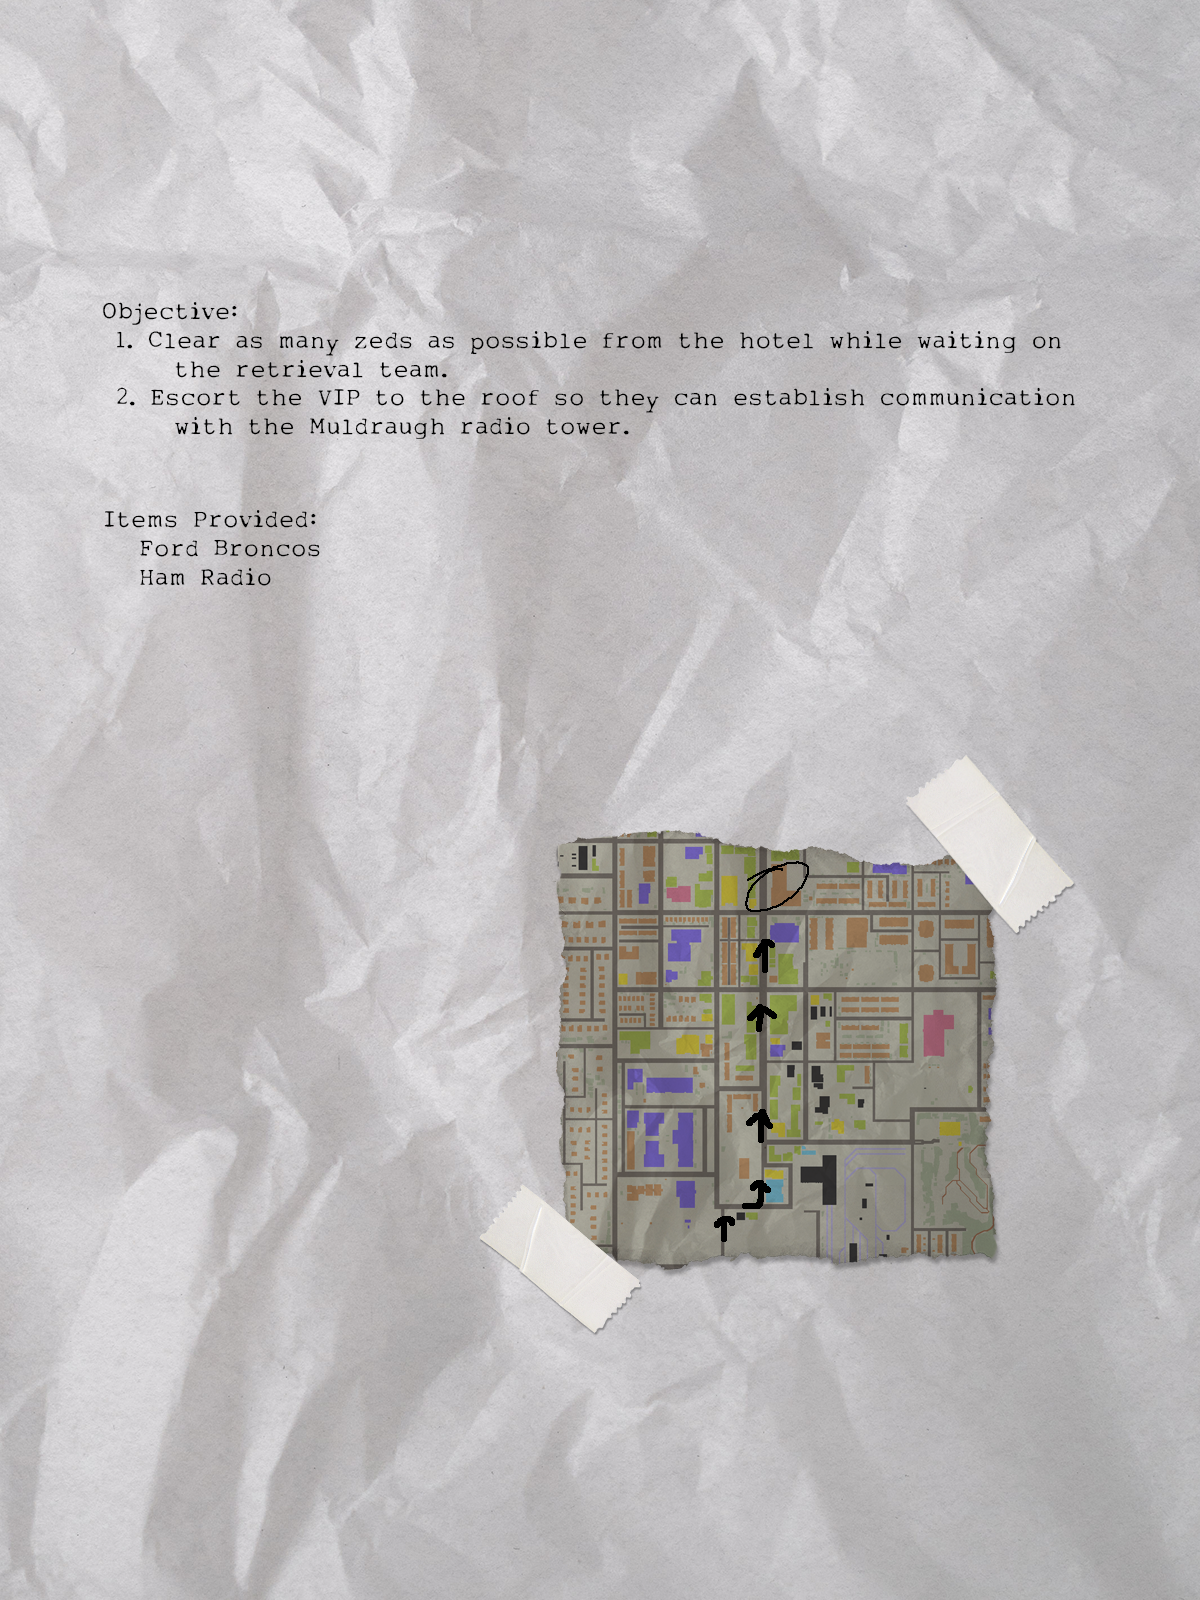 Objective:
1. Clear as many zeds as possible from the hotel while waiting on
the retrieval team.
2. Escort the VIP to the roof so they can establish communication
with the Muldraugh radio tower.
Items Provided:
Ford Broncos
Ham Radio